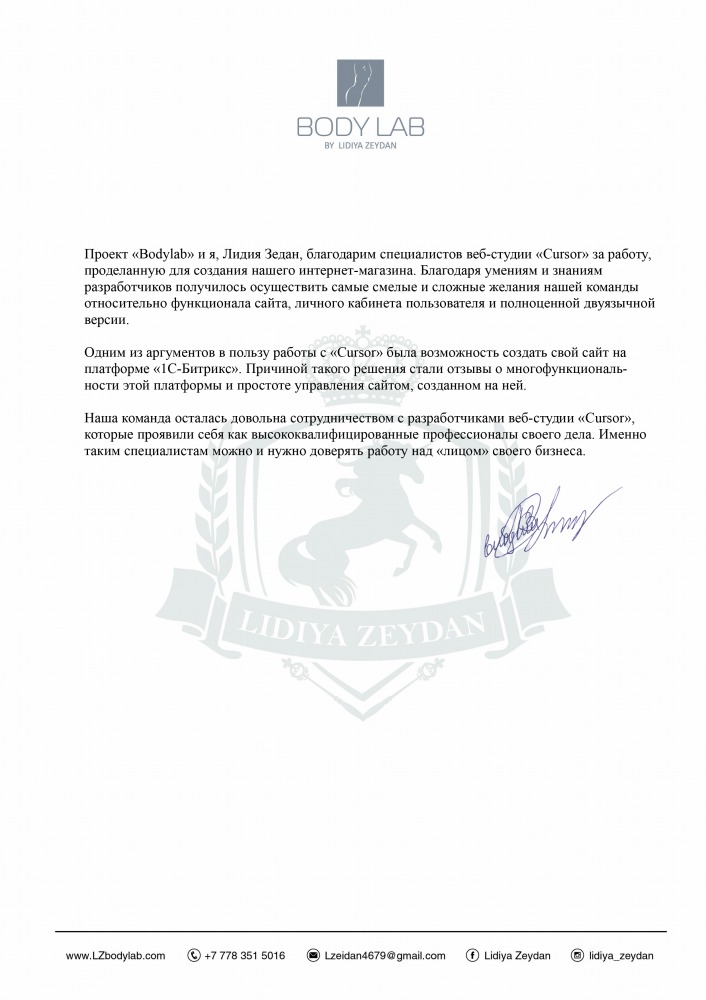 BODY LAB
BY LIDIYA ZEYDAN
Проект «Bodylab» и я, Лидия Зедан, благодарим специалистов веб-студии «Cursor» за работу,
проделанную для создания нашего интернет-магазина. Благодаря умениям и знаниям
разработчиков получилось осуществить самые смелые и сложные желания нашей команды
относительно функционала сайта, личного кабинета пользователя и полноценной двуязычной
версии.
Одним из аргументов в пользу работы с «Cursor» была возможность создать свой сайт на
платформе «1С-Битрикс». Причиной такого решения стали отзывы о многофункциональ-
ности этой платформы и простоте управления сайтом, созданном на ней.
Наша команда осталась довольна сотрудничеством с разработчиками веб-студии «Cursor»,
которые проявили себя как высококвалифицированные профессионалы своего дела. Именно
таким специалистам можно и нужно доверять работу над «лицом» своего бизнеса.
LIDIYA ZEYDAN
www.LZbodylab.com +7 778 351 5016 Lzeidan4679@gmail.com Lidiya Zeydan lidiya_zeydan